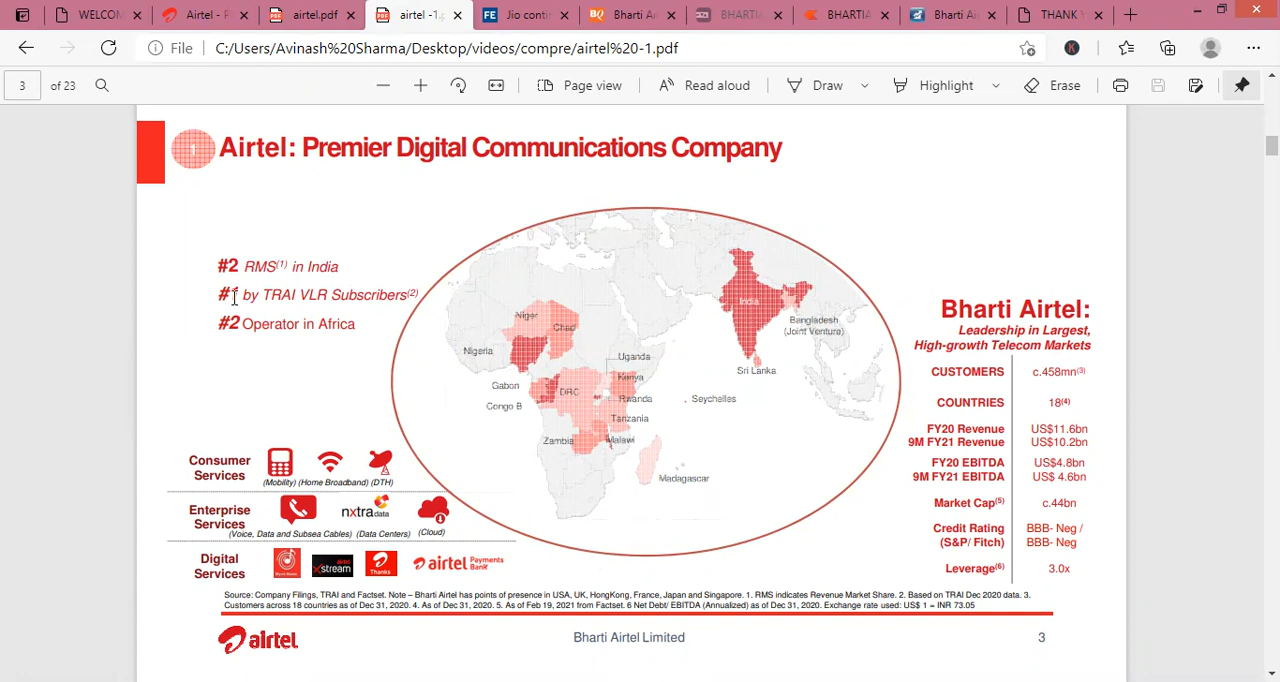 WELCOM
Airtel - P
airtel.pdf
airtel -1.p
Jio conti
Bharti A
BHARTIA
BHARTIA
Bharti Ai
THANK Y
File
C:/Users/Avinash%20Sharma/Desktop/videos/compre/airtel%20-1.pdf
3 of 23
Page view
Read aloud
Draw
Highlight
Erase
1
Airtel: Premier Digital Communications Company
#2 RMS(1) in India
#1 by TRAI VLR Subscribers(2)
#2 Operator in Africa
Niger
Chad
Nigeria
Uganda
Gabon
DRC
Kenya
Congo B
Rwanda
Seychelles
Tanzania
Zambia
Malawi
Madagascar
India
Bangladesh
(Joint Venture)
Sri Lanka
Bharti Airtel:
Leadership in Largest,
High-growth Telecom Markets
CUSTOMERS c.458mn(3)
COUNTRIES 18(4)
FY20 Revenue US$11.6bn
9M FY21 Revenue US$10.2bn
FY20 EBITDA US$4.8bn
9M FY21 EBITDA US$ 4.6bn
Market Cap(5) c.44bn
Credit Rating BBB- Neg /
(S&P/ Fitch) BBB- Neg
Leverage(6) 3.0x
Consumer
Services
(Mobility) (Home Broadband) (DTH)
Enterprise
Services
nxtradata
(Voice, Data and Subsea Cables) (Data Centers) (Cloud)
Digital
Services
xstream
Thanks
airtel Payments
Bank
Source: Company Filings, TRAI and Factset. Note – Bharti Airtel has points of presence in USA, UK, HongKong, France, Japan and Singapore. 1. RMS indicates Revenue Market Share. 2. Based on TRAI Dec 2020 data. 3.
Customers across 18 countries as of Dec 31, 2020. 4. As of Dec 31, 2020. 5. As of Feb 19, 2021 from Factset. 6 Net Debt/ EBITDA (Annualized) as of Dec 31, 2020. Exchange rate used: US$ 1 = INR 73.05
airtel
Bharti Airtel Limited
3